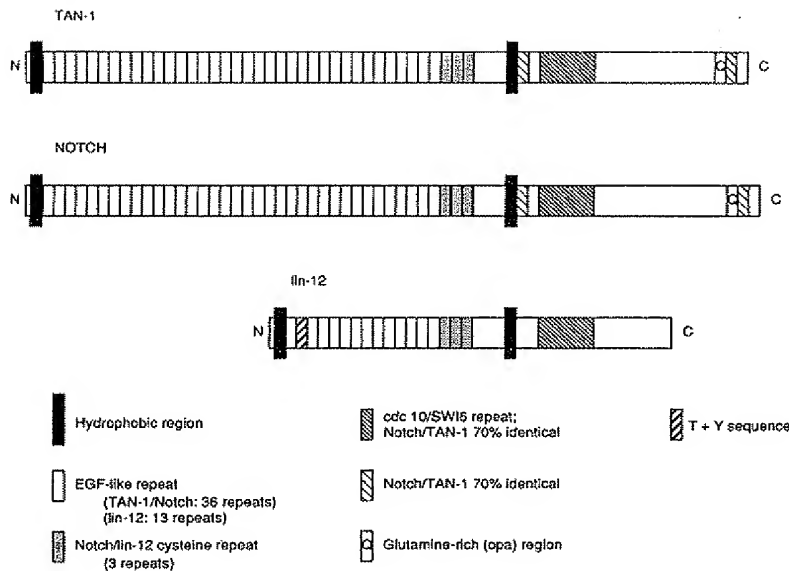 TAN-1
N C
Q
NOTCH
N C
Q
lin-12
N C
Hydrophobic region
EGF-like repeat
(TAN-1/Notch: 36 repeats)
(lin-12: 13 repeats)
Notch/lin-12 cysteine repeat
(3 repeats)
cdc 10/SWI6 repeat;
Notch/TAN-1 70% identical
Notch/TAN-1 70% identical
Q Glutamine-rich (opa) region
T + Y sequence